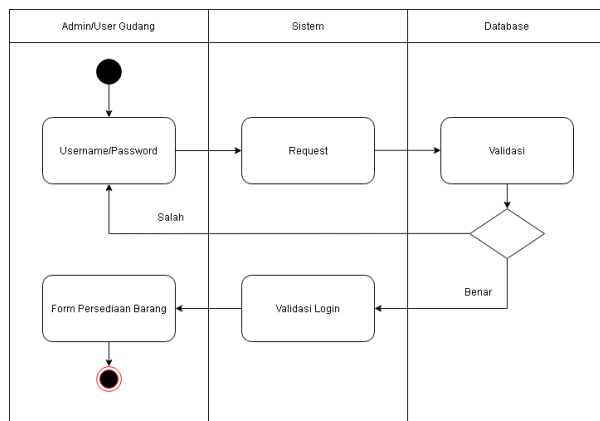 Admin/User Gudang
Sistem
Database
Username/Password
Request
Validasi
Salah
Benar
Form Persediaan Barang
Validasi Login